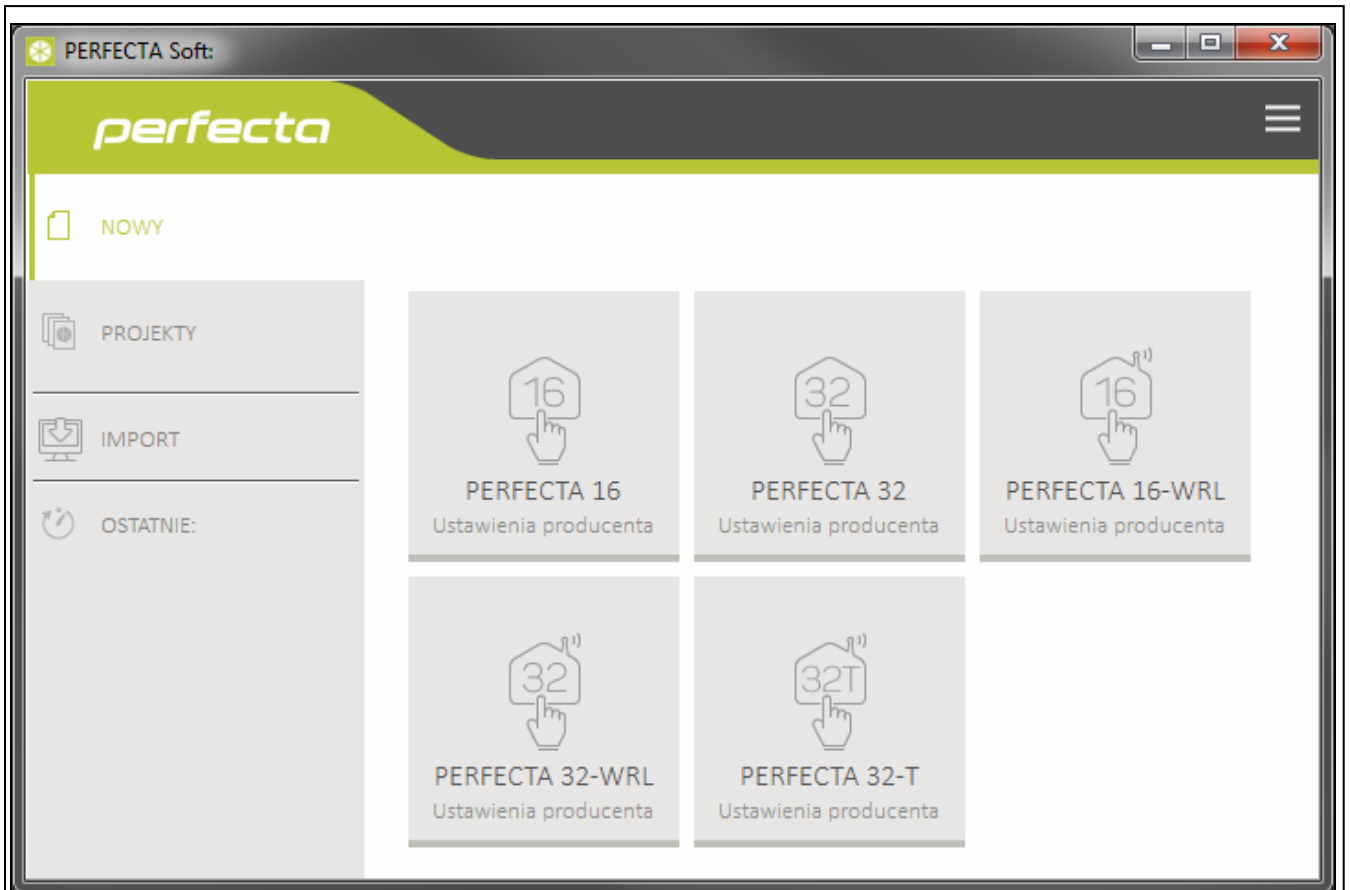 PERFECTA Soft:
perfecta
NOWY
PROJEKTY
IMPORT
OSTATNIE:
16
PERFECTA 16
Ustawienia producenta
32
PERFECTA 32
Ustawienia producenta
16
PERFECTA 16-WRL
Ustawienia producenta
32
PERFECTA 32-WRL
Ustawienia producenta
32T
PERFECTA 32-T
Ustawienia producenta